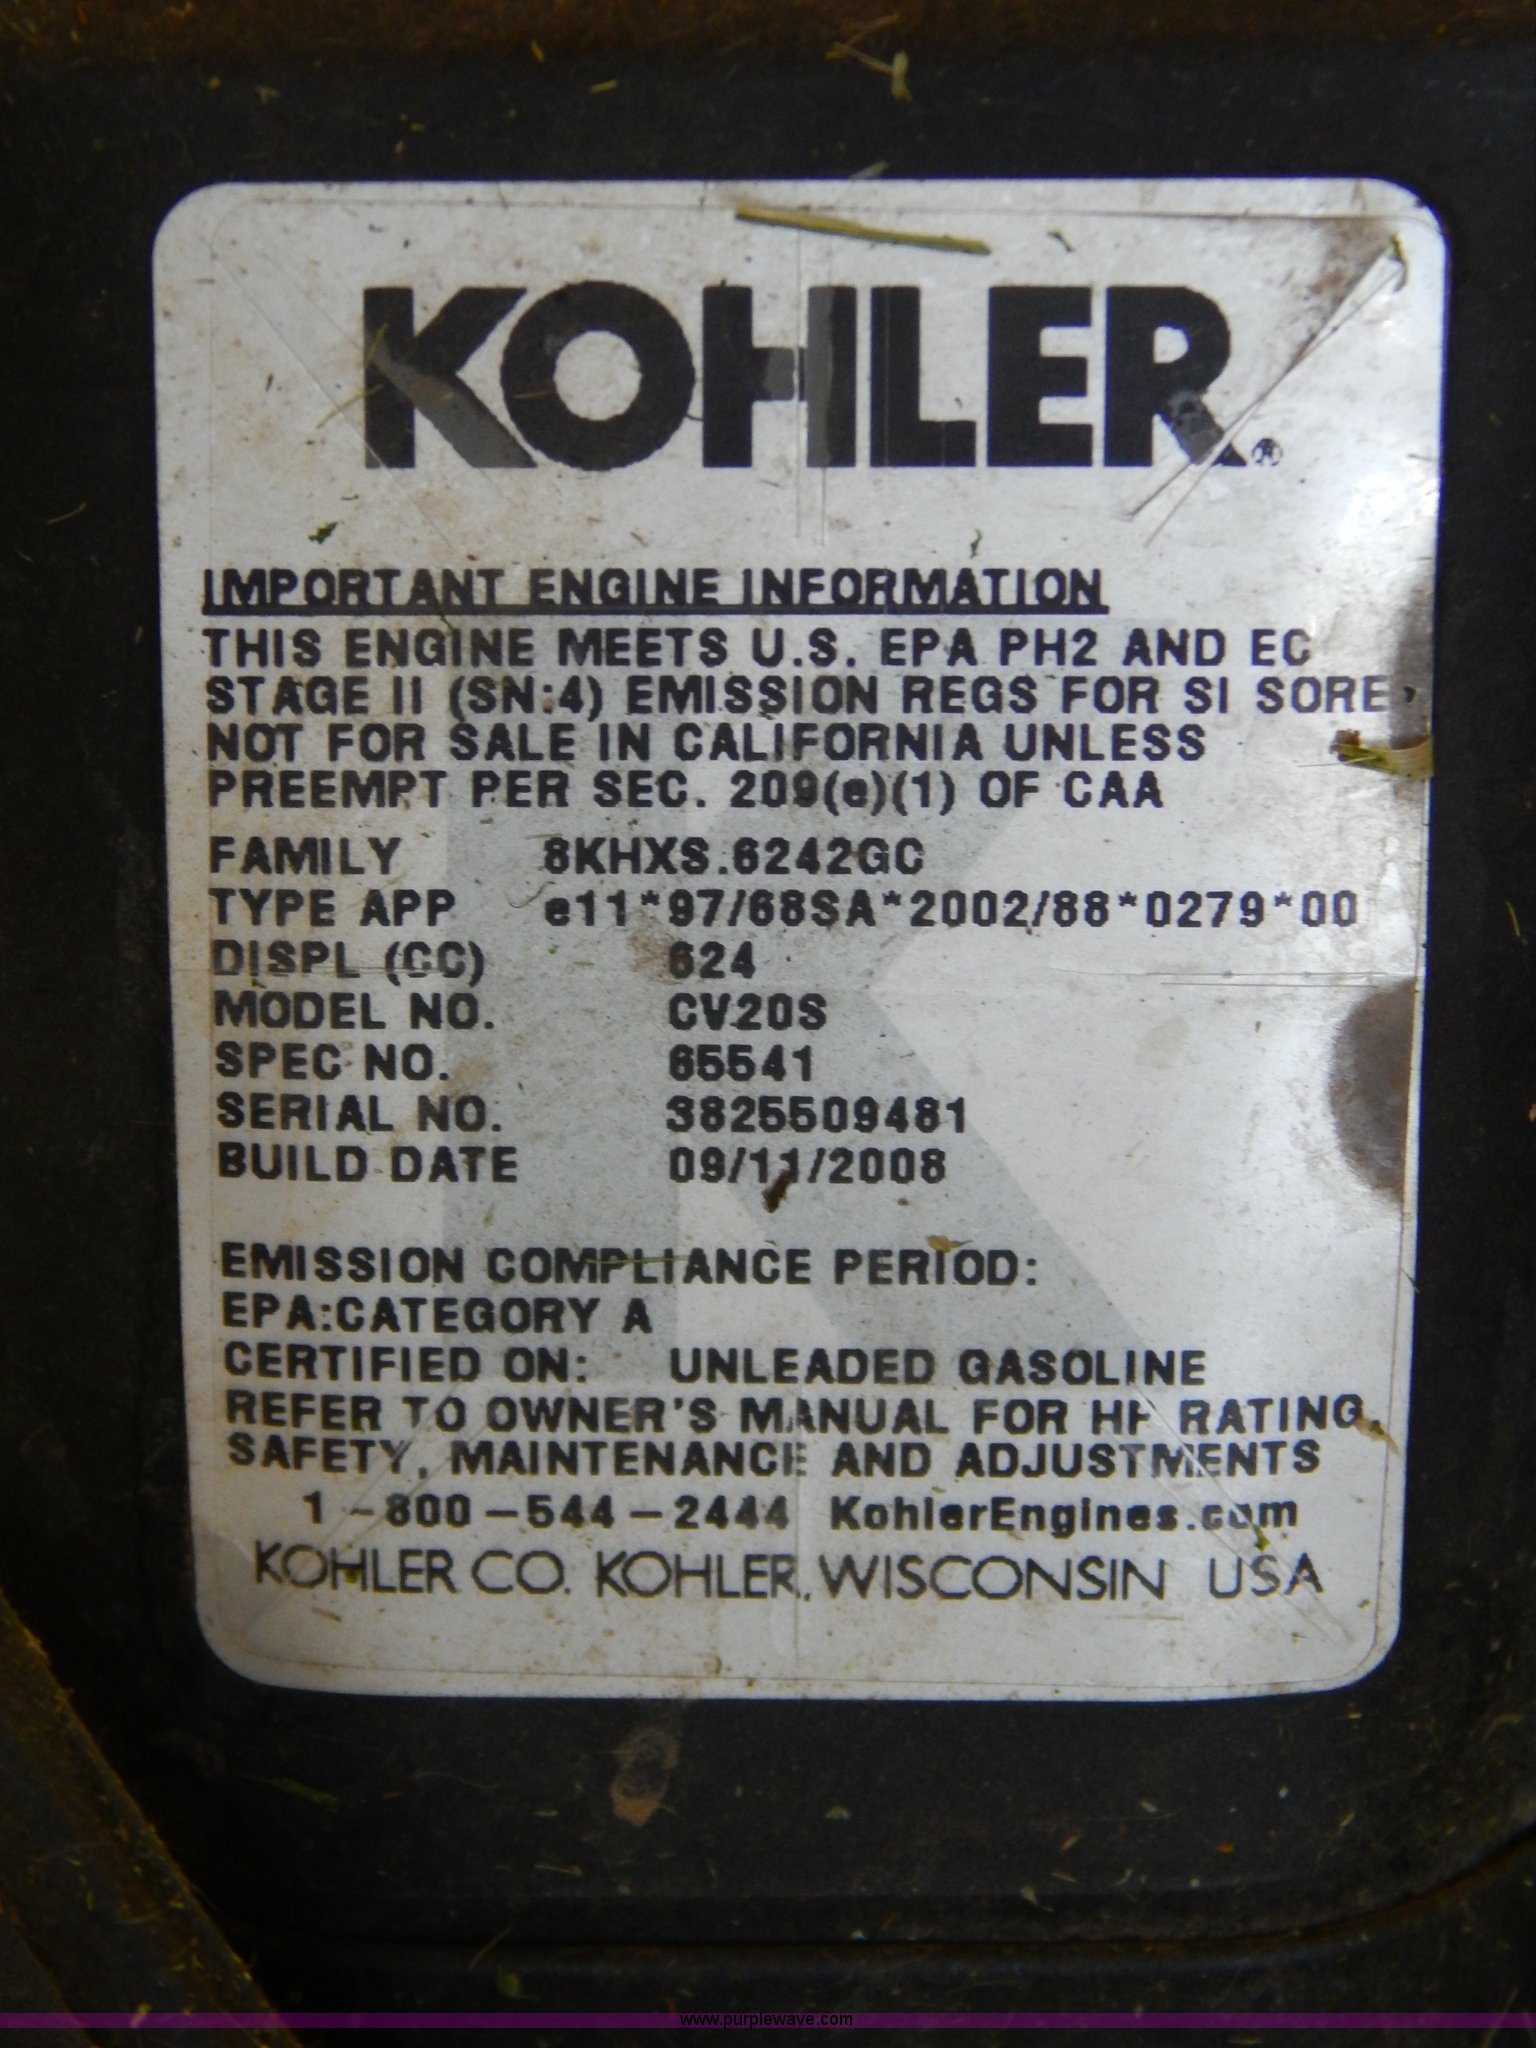 KOHLER®
IMPORTANT ENGINE INFORMATION
THIS ENGINE MEETS U.S. EPA PH2 AND EC
STAGE II (SN:4) EMISSION REGS FOR SI SORE
NOT FOR SALE IN CALIFORNIA UNLESS
PREEMPT PER SEC. 209(e)(1) OF CAA
FAMILY 8KHXS.6242GC
TYPE APP e11*97/68SA*2002/88*0279*00
DISPL (CC) 624
MODEL NO. CV20S
SPEC NO. 65541
SERIAL NO. 3825509481
BUILD DATE 09/11/2008
EMISSION COMPLIANCE PERIOD:
EPA:CATEGORY A
CERTIFIED ON: UNLEADED GASOLINE
REFER TO OWNER'S MANUAL FOR HP RATING,
SAFETY, MAINTENANCE AND ADJUSTMENTS
1-800-544-2444 KohlerEngines.com
KOHLER CO. KOHLER, WISCONSIN USA
www.purplewave.com